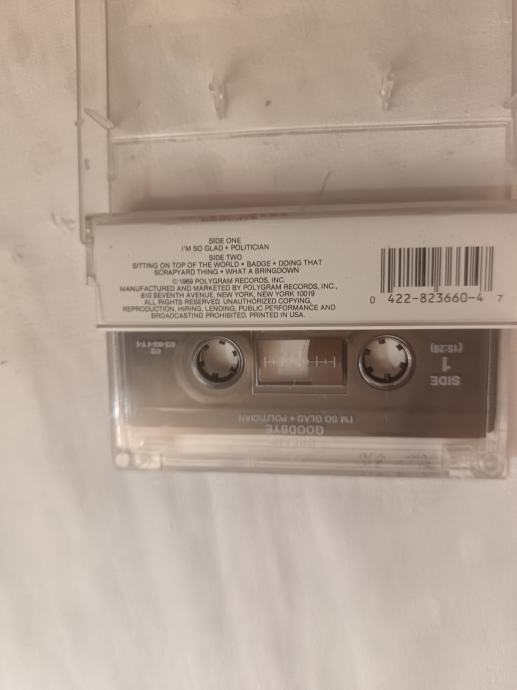 SIDE ONE
I'M SO GLAD • POLITICIAN
SIDE TWO
SITTING ON TOP OF THE WORLD • BADGE • DOING THAT
SCRAPYARD THING • WHAT A BRINGDOWN
© 1969 POLYGRAM RECORDS, INC.
MANUFACTURED AND MARKETED BY POLYGRAM RECORDS, INC.,
810 SEVENTH AVENUE, NEW YORK, NEW YORK 10019
ALL RIGHTS RESERVED. UNAUTHORIZED COPYING,
REPRODUCTION, HIRING, LENDING, PUBLIC PERFORMANCE AND
BROADCASTING PROHIBITED. PRINTED IN USA.
0 422-823660-4 7
SIDE
1
(15:26)
GOODBYE
I'M SO GLAD • POLITICIAN